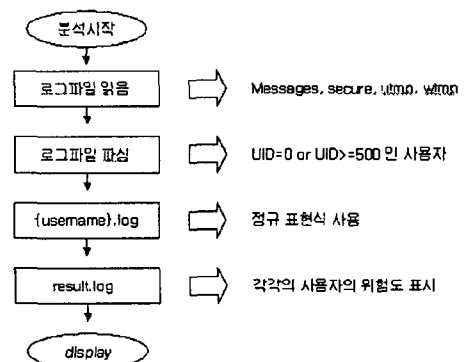 분석시작
로그파일 읽음
Messages, secure, utmp, wtmp
로그파일 파싱
UID=0 or UID>=500 인 사용자
{username}.log
정규 표현식 사용
result.log
각각의 사용자의 위험도 표시
display